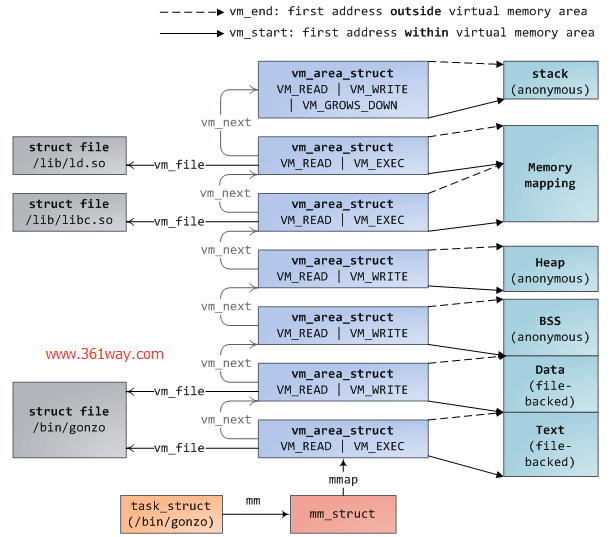 vm_end: first address outside virtual memory area
vm_start: first address within virtual memory area
vm_area_struct
VM_READ | VM_WRITE
| VM_GROWS_DOWN
stack
(anonymous)
vm_next
struct file
/lib/ld.so
vm_file
vm_area_struct
VM_READ | VM_EXEC
Memory
mapping
vm_next
struct file
/lib/libc.so
vm_file
vm_area_struct
VM_READ | VM_EXEC
vm_next
vm_area_struct
VM_READ | VM_WRITE
Heap
(anonymous)
vm_next
vm_area_struct
VM_READ | VM_WRITE
BSS
(anonymous)
www.361way.com
vm_next
vm_area_struct
VM_READ | VM_WRITE
Data
(file-
backed)
vm_file
struct file
/bin/gonzo
vm_next
vm_file
vm_area_struct
VM_READ | VM_EXEC
Text
(file-
backed)
mmap
task_struct
(/bin/gonzo)
mm
mm_struct